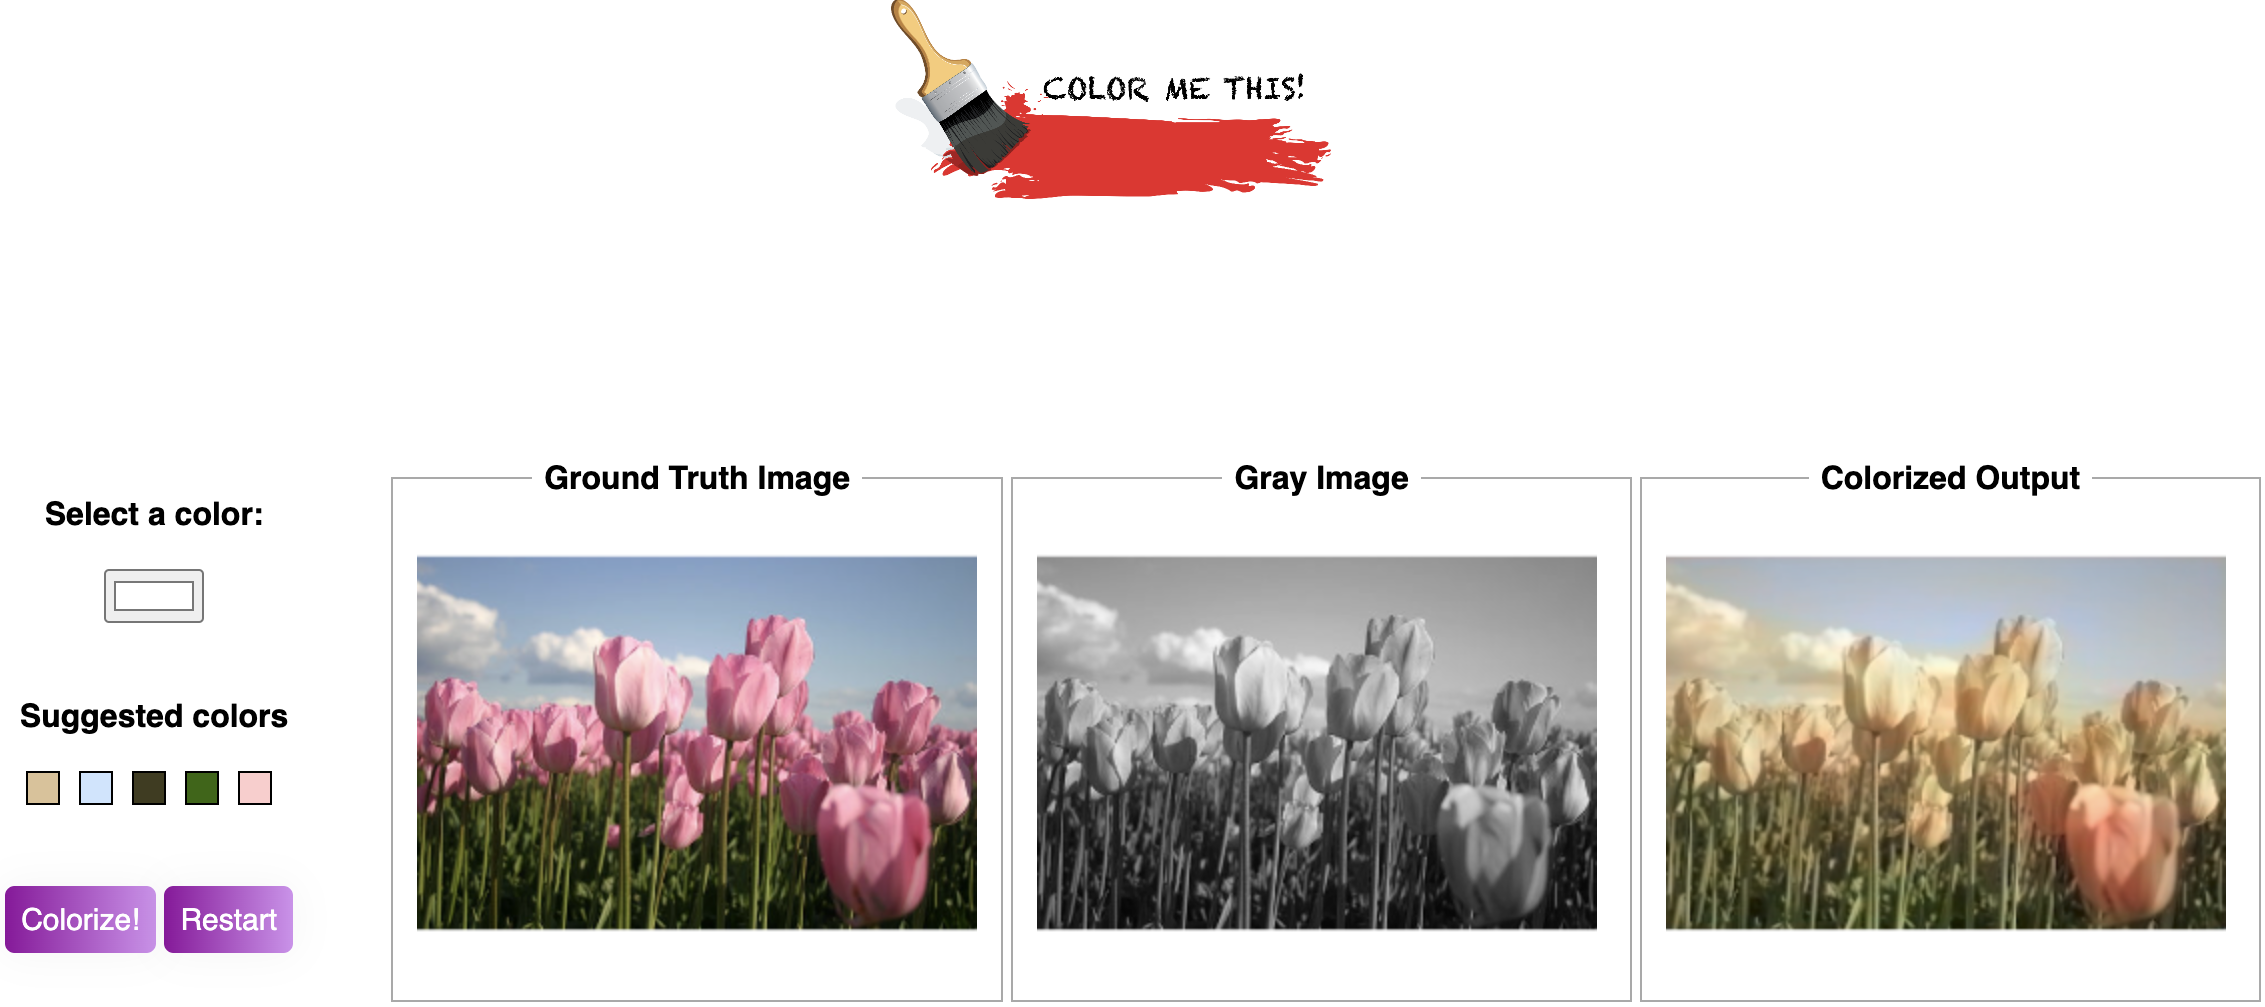 COLOR ME THIS!
Select a color:
Suggested colors
Colorize!
Restart
Ground Truth Image
Gray Image
Colorized Output